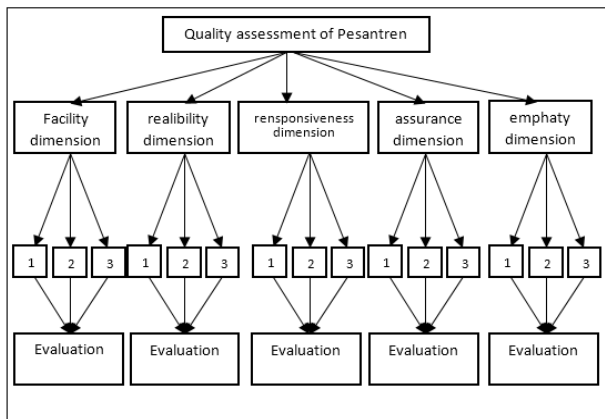 Quality assessment of Pesantren
Facility
dimension
realibility
dimension
rensponsiveness
dimension
assurance
dimension
emphaty
dimension
1 2 3 1 2 3 1 2 3 1 2 3 1 2 3
Evaluation Evaluation Evaluation Evaluation Evaluation